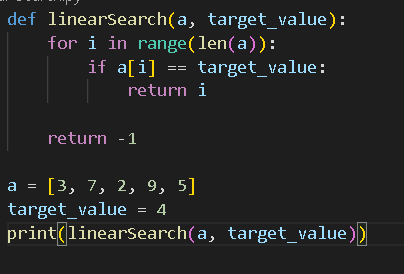 def linearSearch(a, target_value):
    for i in range(len(a)):
        if a[i] == target_value:
            return i

    return -1

a = [3, 7, 2, 9, 5]
target_value = 4
print(linearSearch(a, target_value))